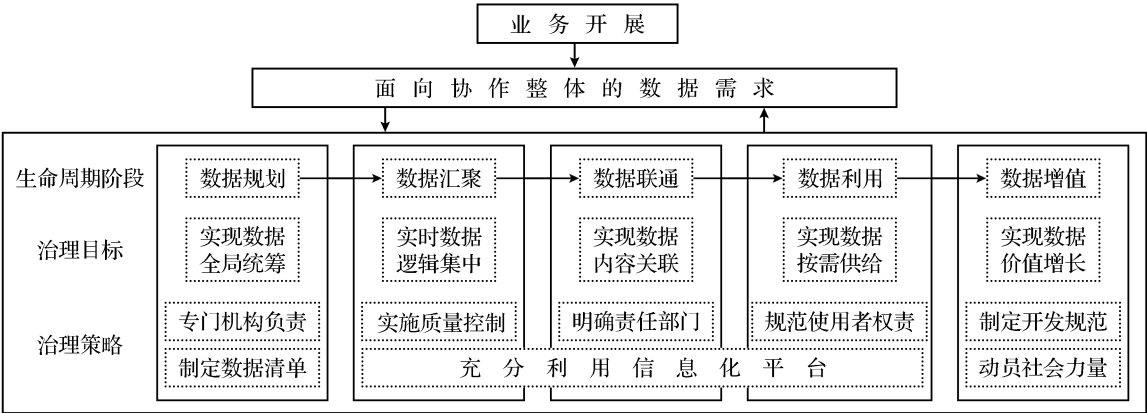 业务开展
面向协作整体的数据需求
生命周期阶段
数据规划
数据汇聚
数据联通
数据利用
数据增值
治理目标
实现数据
全局统筹
实时数据
逻辑集中
实现数据
内容关联
实现数据
按需供给
实现数据
价值增长
治理策略
专门机构负责
实施质量控制
明确责任部门
规范使用者权责
制定开发规范
制定数据清单
充分利用信息化平台
动员社会力量